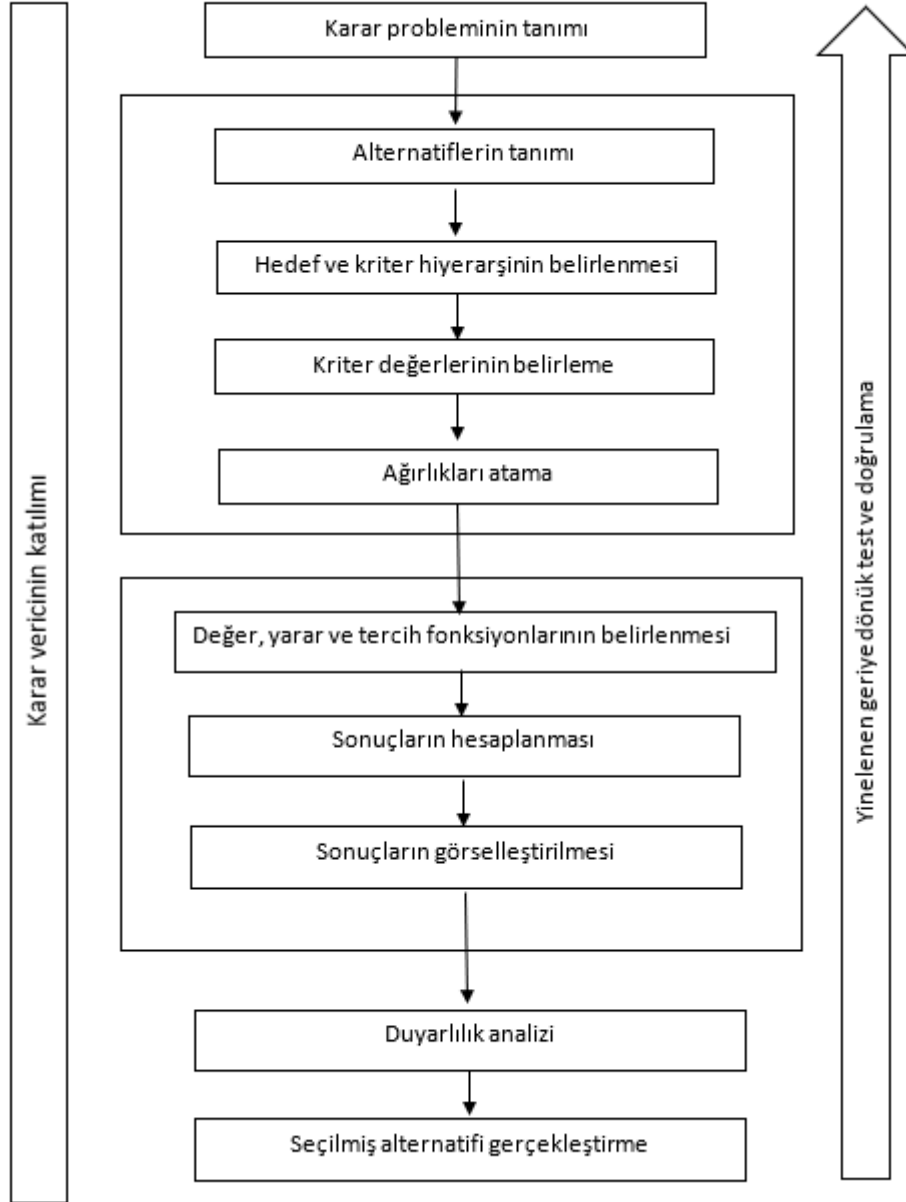 Karar probleminin tanımı
Alternatiflerin tanımı
Hedef ve kriter hiyerarşinin belirlenmesi
Kriter değerlerinin belirleme
Ağırlıkları atama
Değer, yarar ve tercih fonksiyonlarının belirlenmesi
Sonuçların hesaplanması
Sonuçların görselleştirilmesi
Duyarlılık analizi
Seçilmiş alternatifi gerçekleştirme
Karar vericinin katılımı
Yinelenen geriye dönük test ve doğrulama